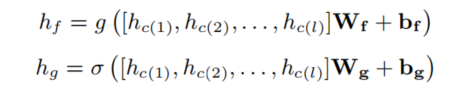 h_f = g ([h_{c(1)}, h_{c(2)}, . . . , h_{c(l)}]W_f + b_f)
h_g = σ ([h_{c(1)}, h_{c(2)}, . . . , h_{c(l)}]W_g + b_g)